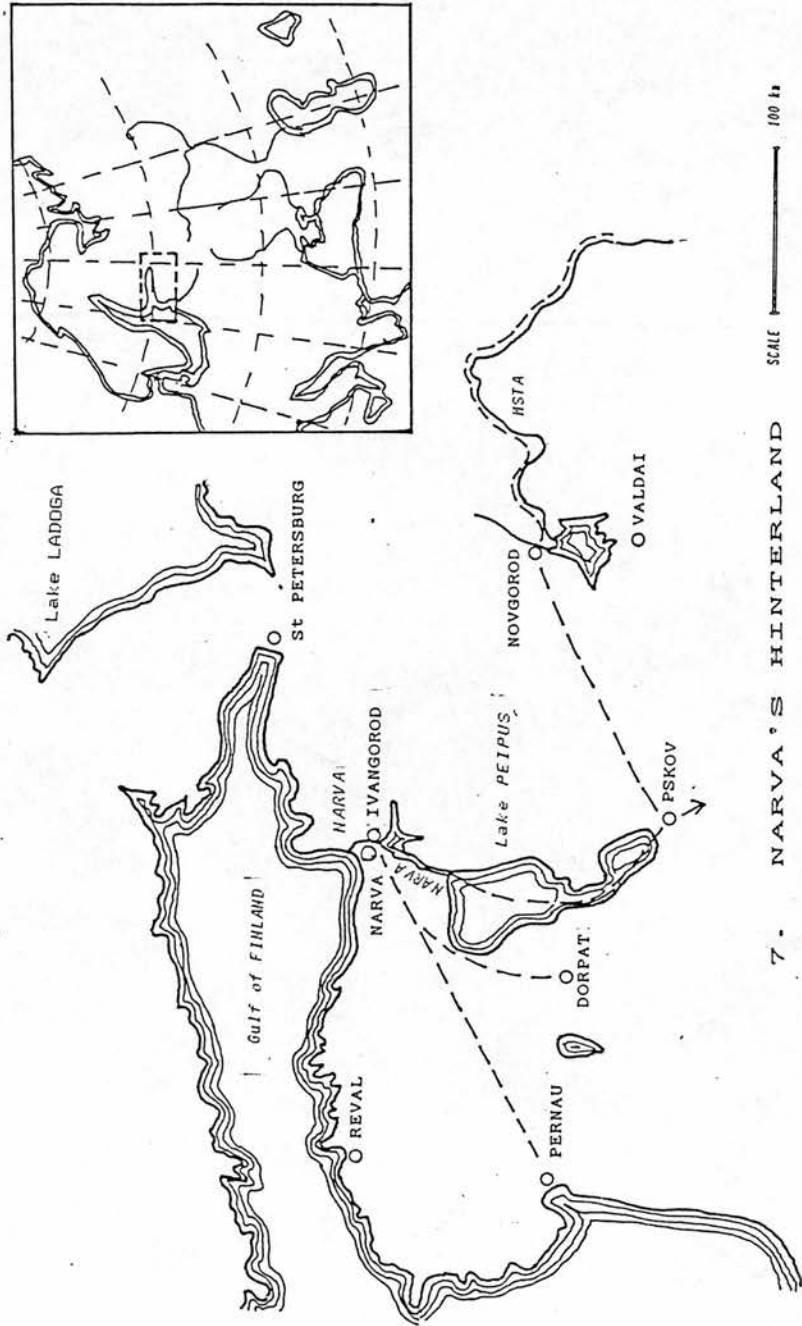 Lake LADOGA
St PETERSBURG
Gulf of FINLAND
NARVA
IVANGOROD
NARVA
NARVA
REVAL
Lake PEIPUS
NOVGOROD
MSTA
VALDAI
DORPAT
PERNAU
PSKOV
7. NARVA'S HINTERLAND
SCALE
100 km